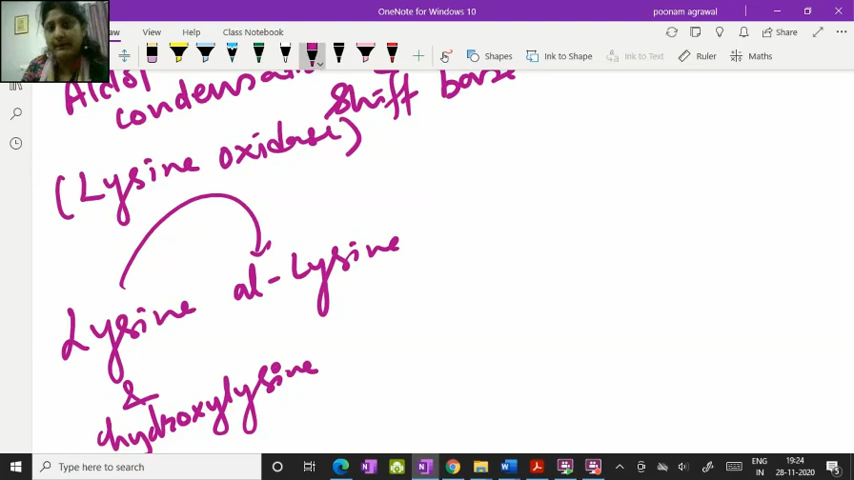 OneNote for Windows 10
poonam agrawal
View Help Class Notebook
Share
Shapes
Ink to Shape
Ink to Text
Ruler
Maths
Aldol
condensation
Shiff base
(Lysine oxidase)
Lysine al-Lysine
&
hydroxylysine
Type here to search
ENG
IN
19:24
28-11-2020